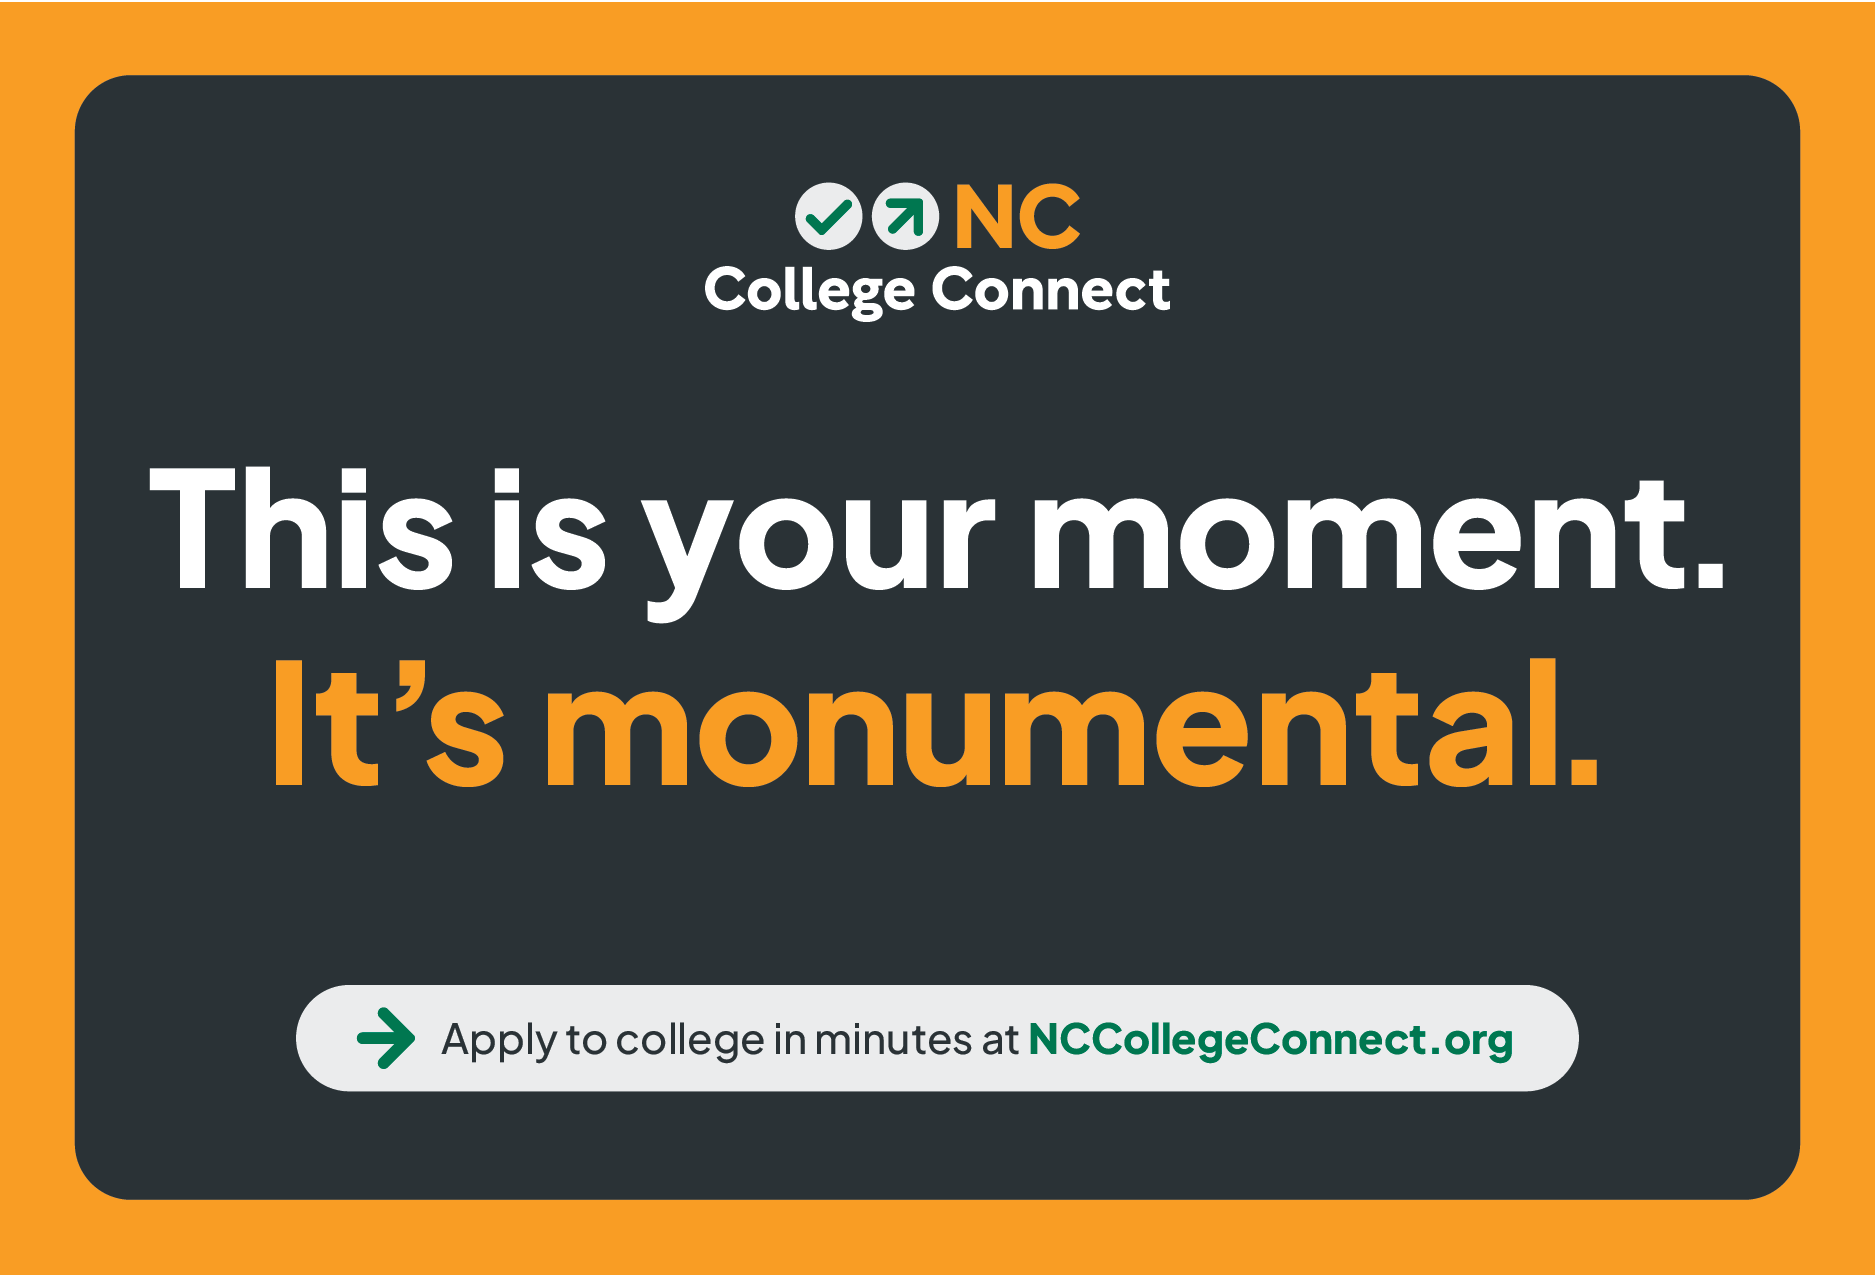 NC
College Connect
This is your moment.
It’s monumental.
Apply to college in minutes at NCCollegeConnect.org